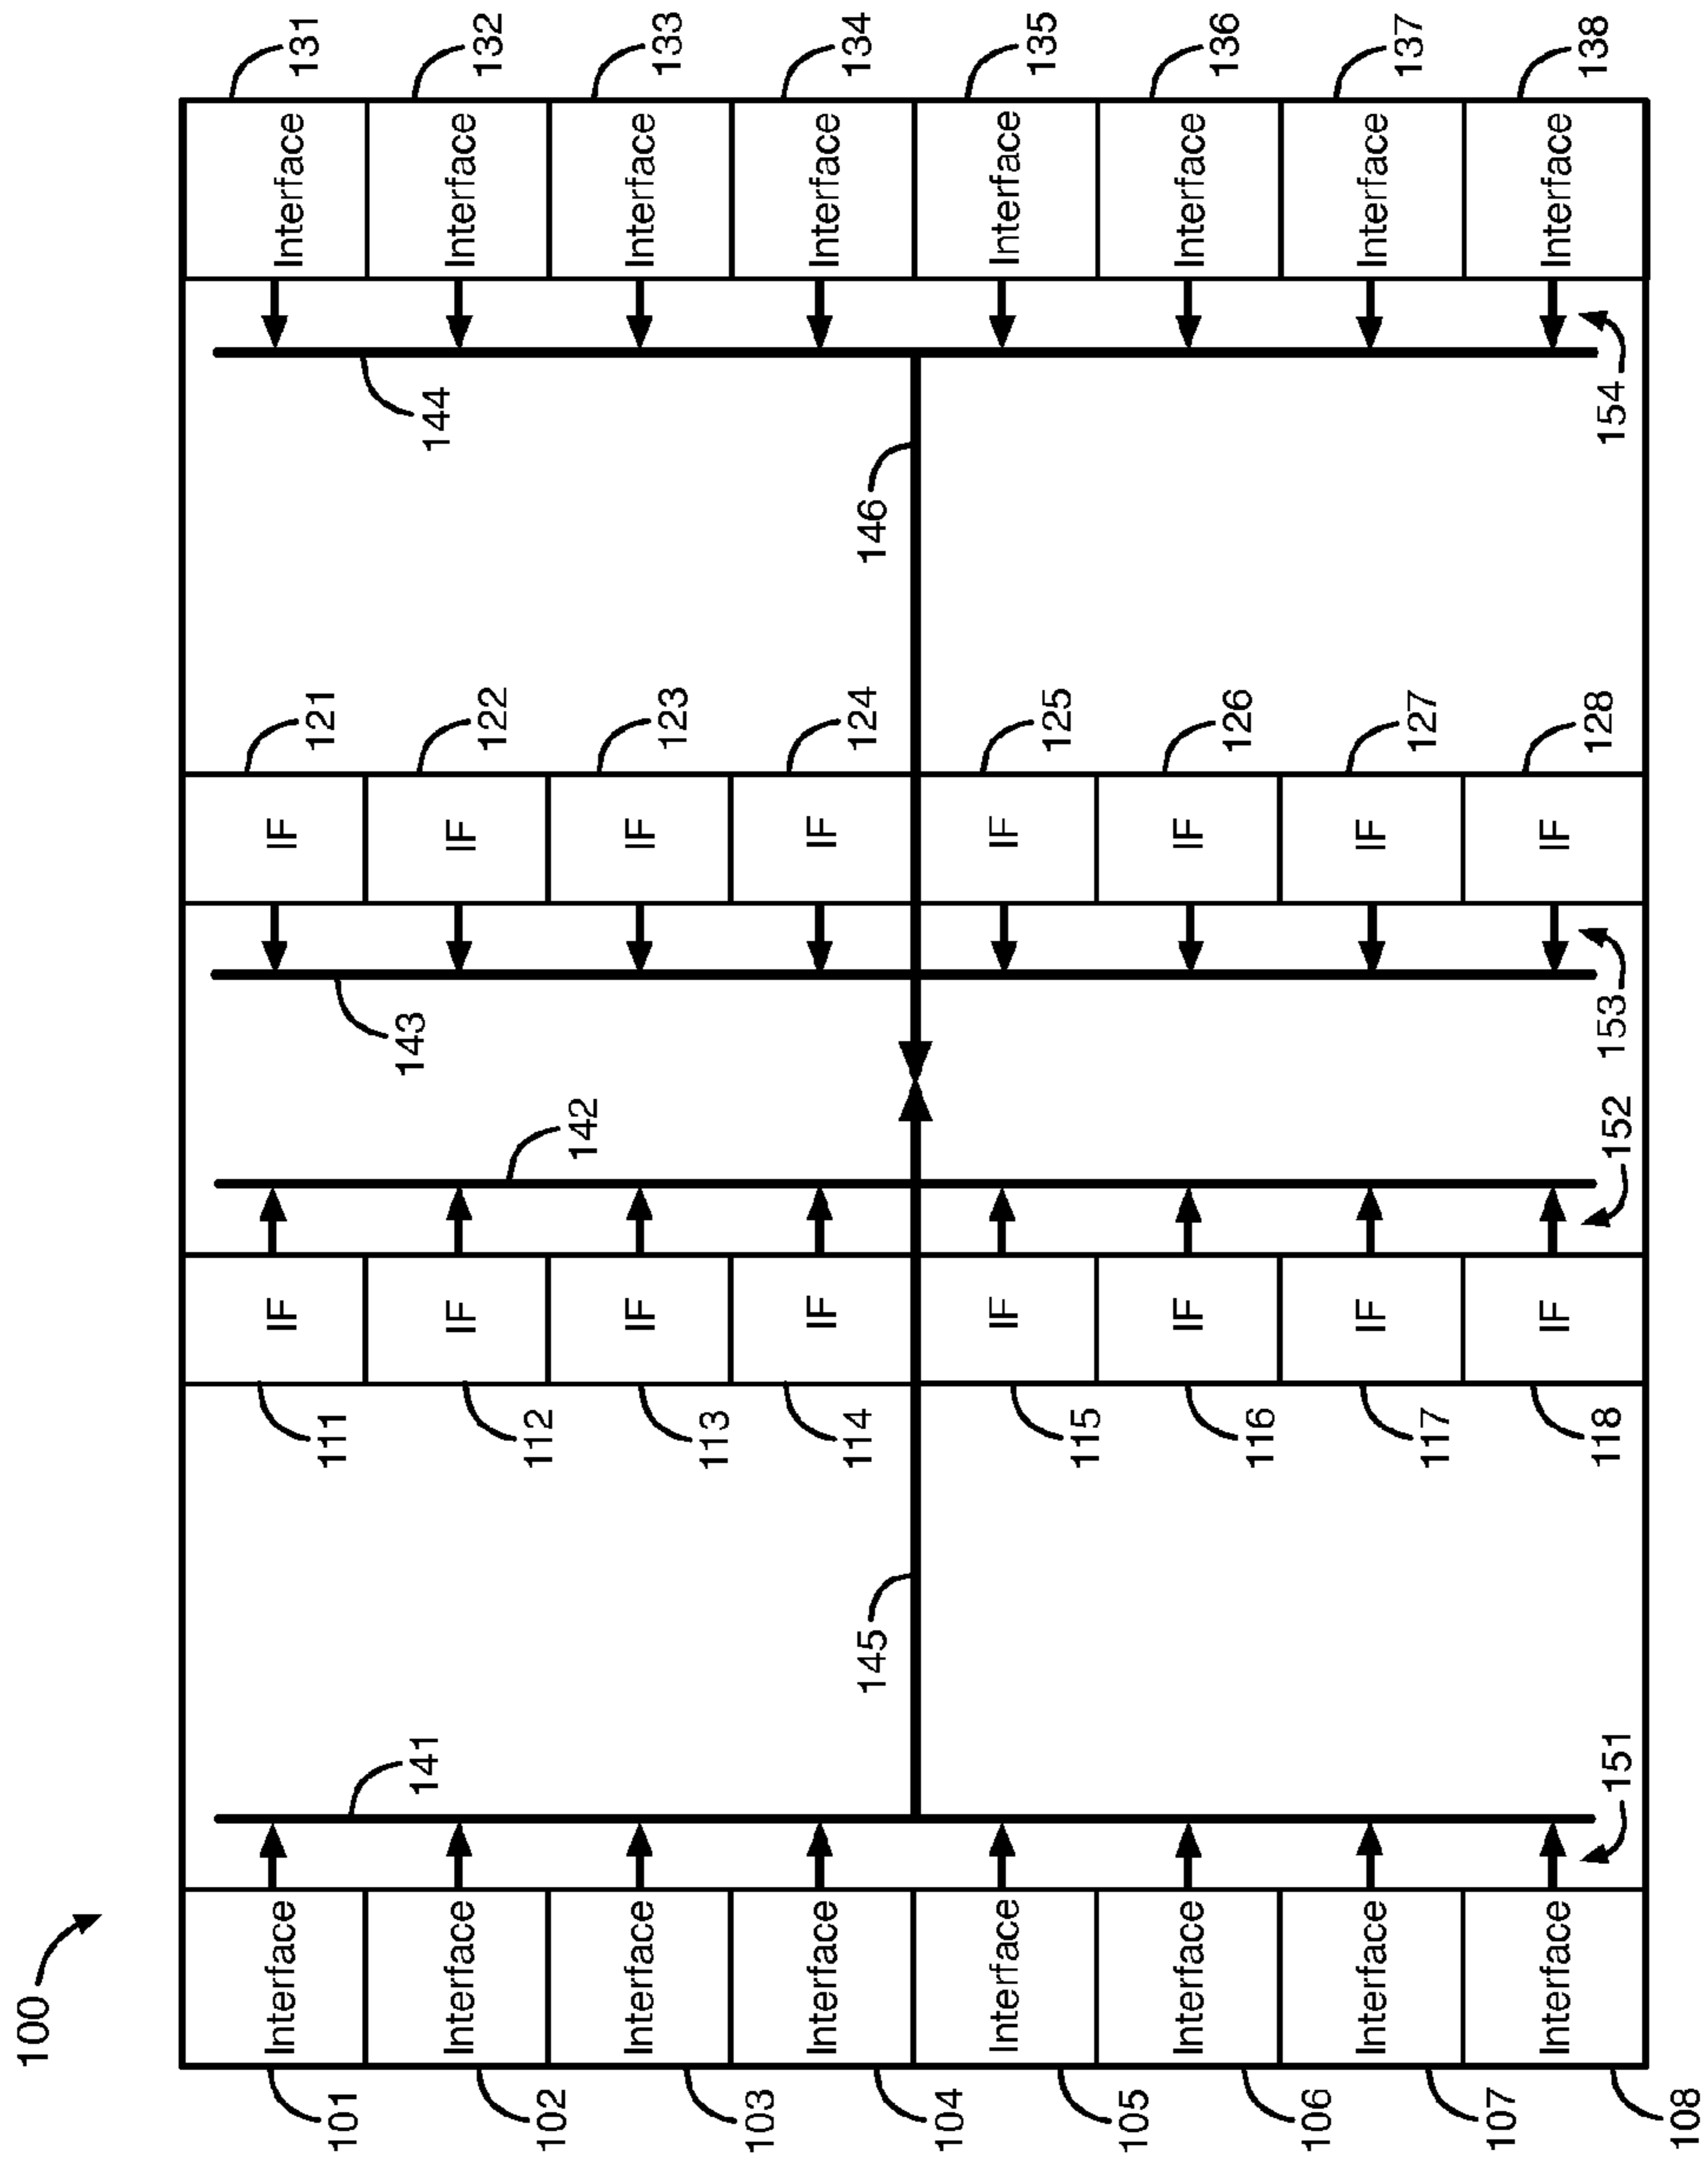 100
Interface
IF
IF
Interface
101
111
121
131
141
143
144
Interface
IF
IF
Interface
102
112
122
132
142
Interface
IF
IF
Interface
103
113
123
133
Interface
IF
IF
Interface
104
114
124
134
145
146
Interface
IF
IF
Interface
105
115
125
135
Interface
IF
IF
Interface
106
116
126
136
Interface
IF
IF
Interface
107
117
127
137
Interface
IF
IF
Interface
108
118
128
138
151
152
153
154